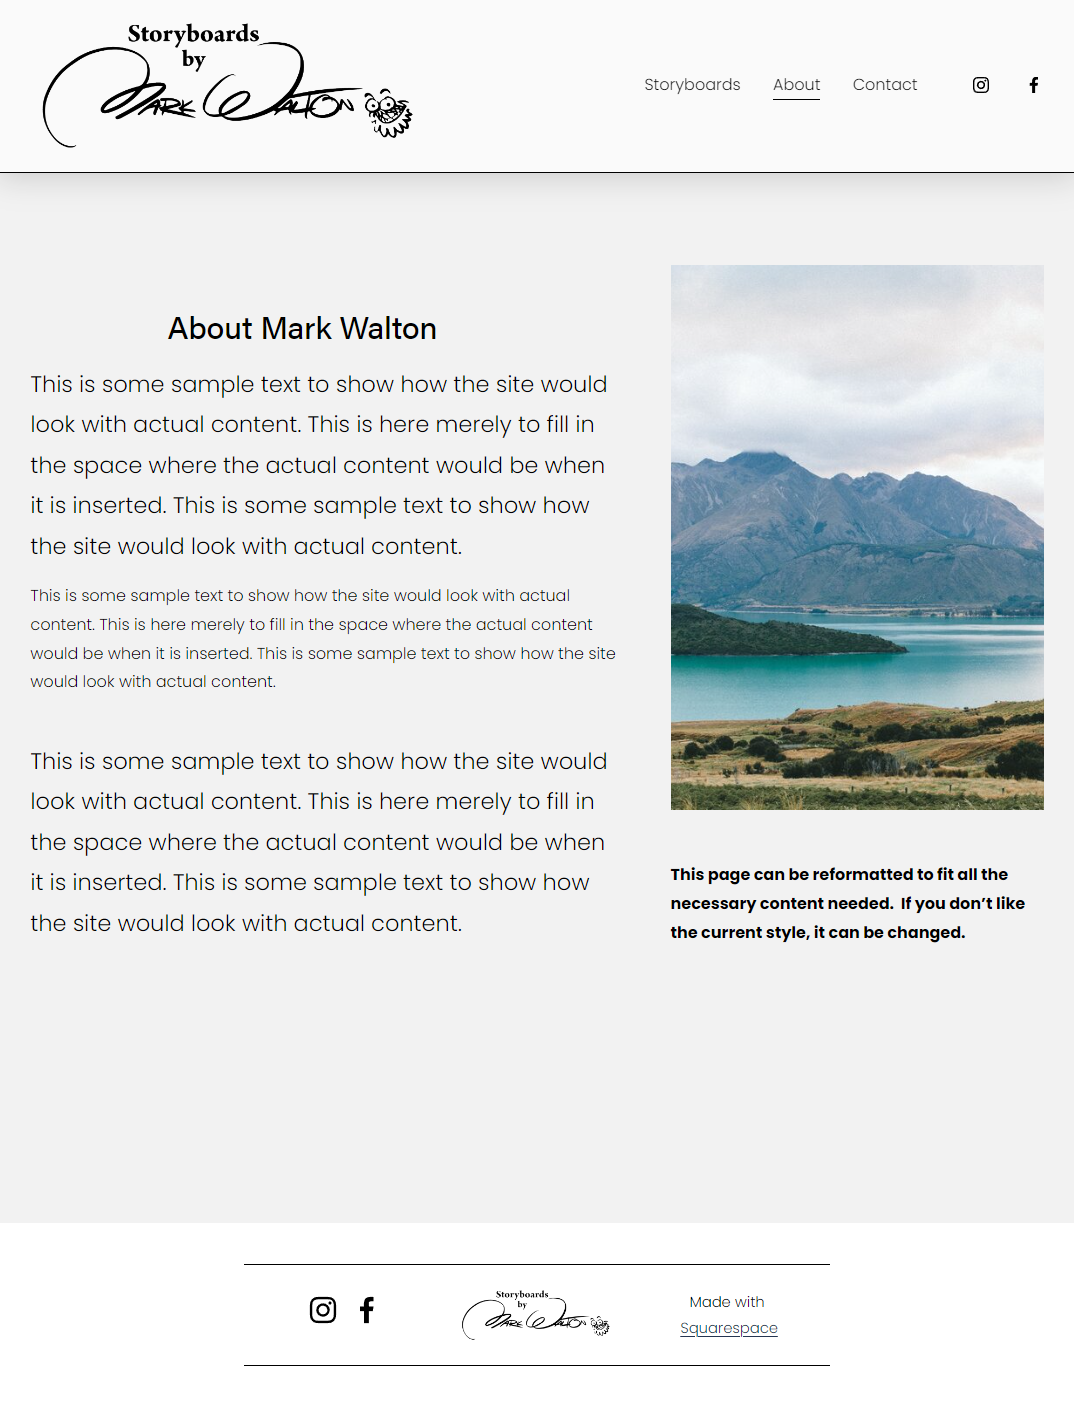 Storyboards
by
Mark Walton
Storyboards About Contact
About Mark Walton
This is some sample text to show how the site would
look with actual content. This is here merely to fill in
the space where the actual content would be when
it is inserted. This is some sample text to show how
the site would look with actual content.
This is some sample text to show how the site would look with actual
content. This is here merely to fill in the space where the actual content
would be when it is inserted. This is some sample text to show how the site
would look with actual content.
This is some sample text to show how the site would
look with actual content. This is here merely to fill in
the space where the actual content would be when
it is inserted. This is some sample text to show how
the site would look with actual content.
This page can be reformatted to fit all the
necessary content needed.  If you don’t like
the current style, it can be changed.
Storyboards
by
Mark Walton
Made with
Squarespace